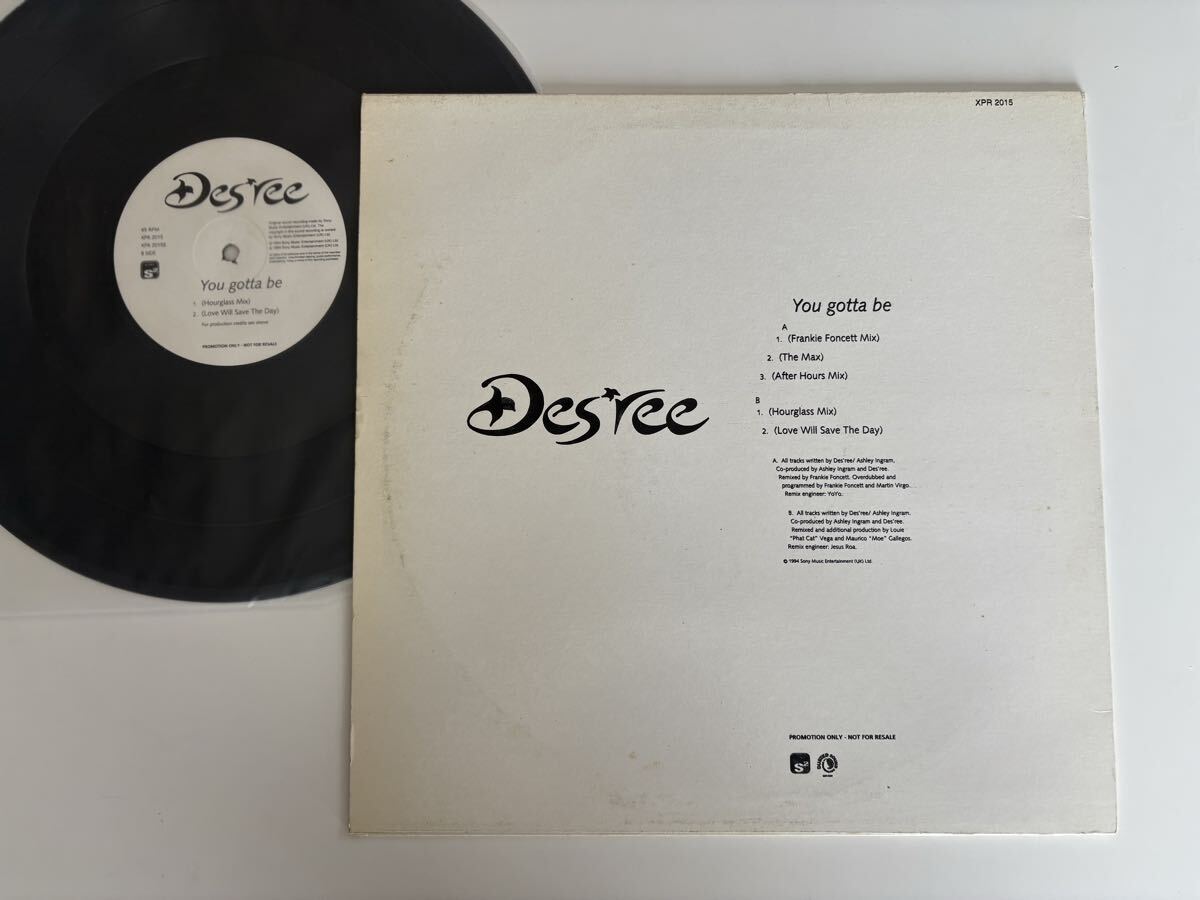 Des'ree
45 RPM
XPR 2015
XPR 2015B
B SIDE
S2
You gotta be
1. (Hourglass Mix)
2. (Love Will Save The Day)
For production credits see sleeve
PROMOTION ONLY - NOT FOR RESALE
XPR 2015
Des'ree
You gotta be
A
1. (Frankie Foncett Mix)
2. (The Max)
3. (After Hours Mix)
B
1. (Hourglass Mix)
2. (Love Will Save The Day)
A. All tracks written by Des'ree/ Ashley Ingram.
Co-produced by Ashley Ingram and Des'ree.
Remixed by Frankie Foncett. Overdubbed and
programmed by Frankie Foncett and Martin Virgo.
Remix engineer: YoYo.
B. All tracks written by Des'ree/ Ashley Ingram.
Co-produced by Ashley Ingram and Des'ree.
Remixed and additional production by Louie
"Phat Cat" Vega and Maurico "Moe" Gallegos.
Remix engineer: Jesus Roa.
℗ 1994 Sony Music Entertainment (UK) Ltd.
PROMOTION ONLY - NOT FOR RESALE
S2